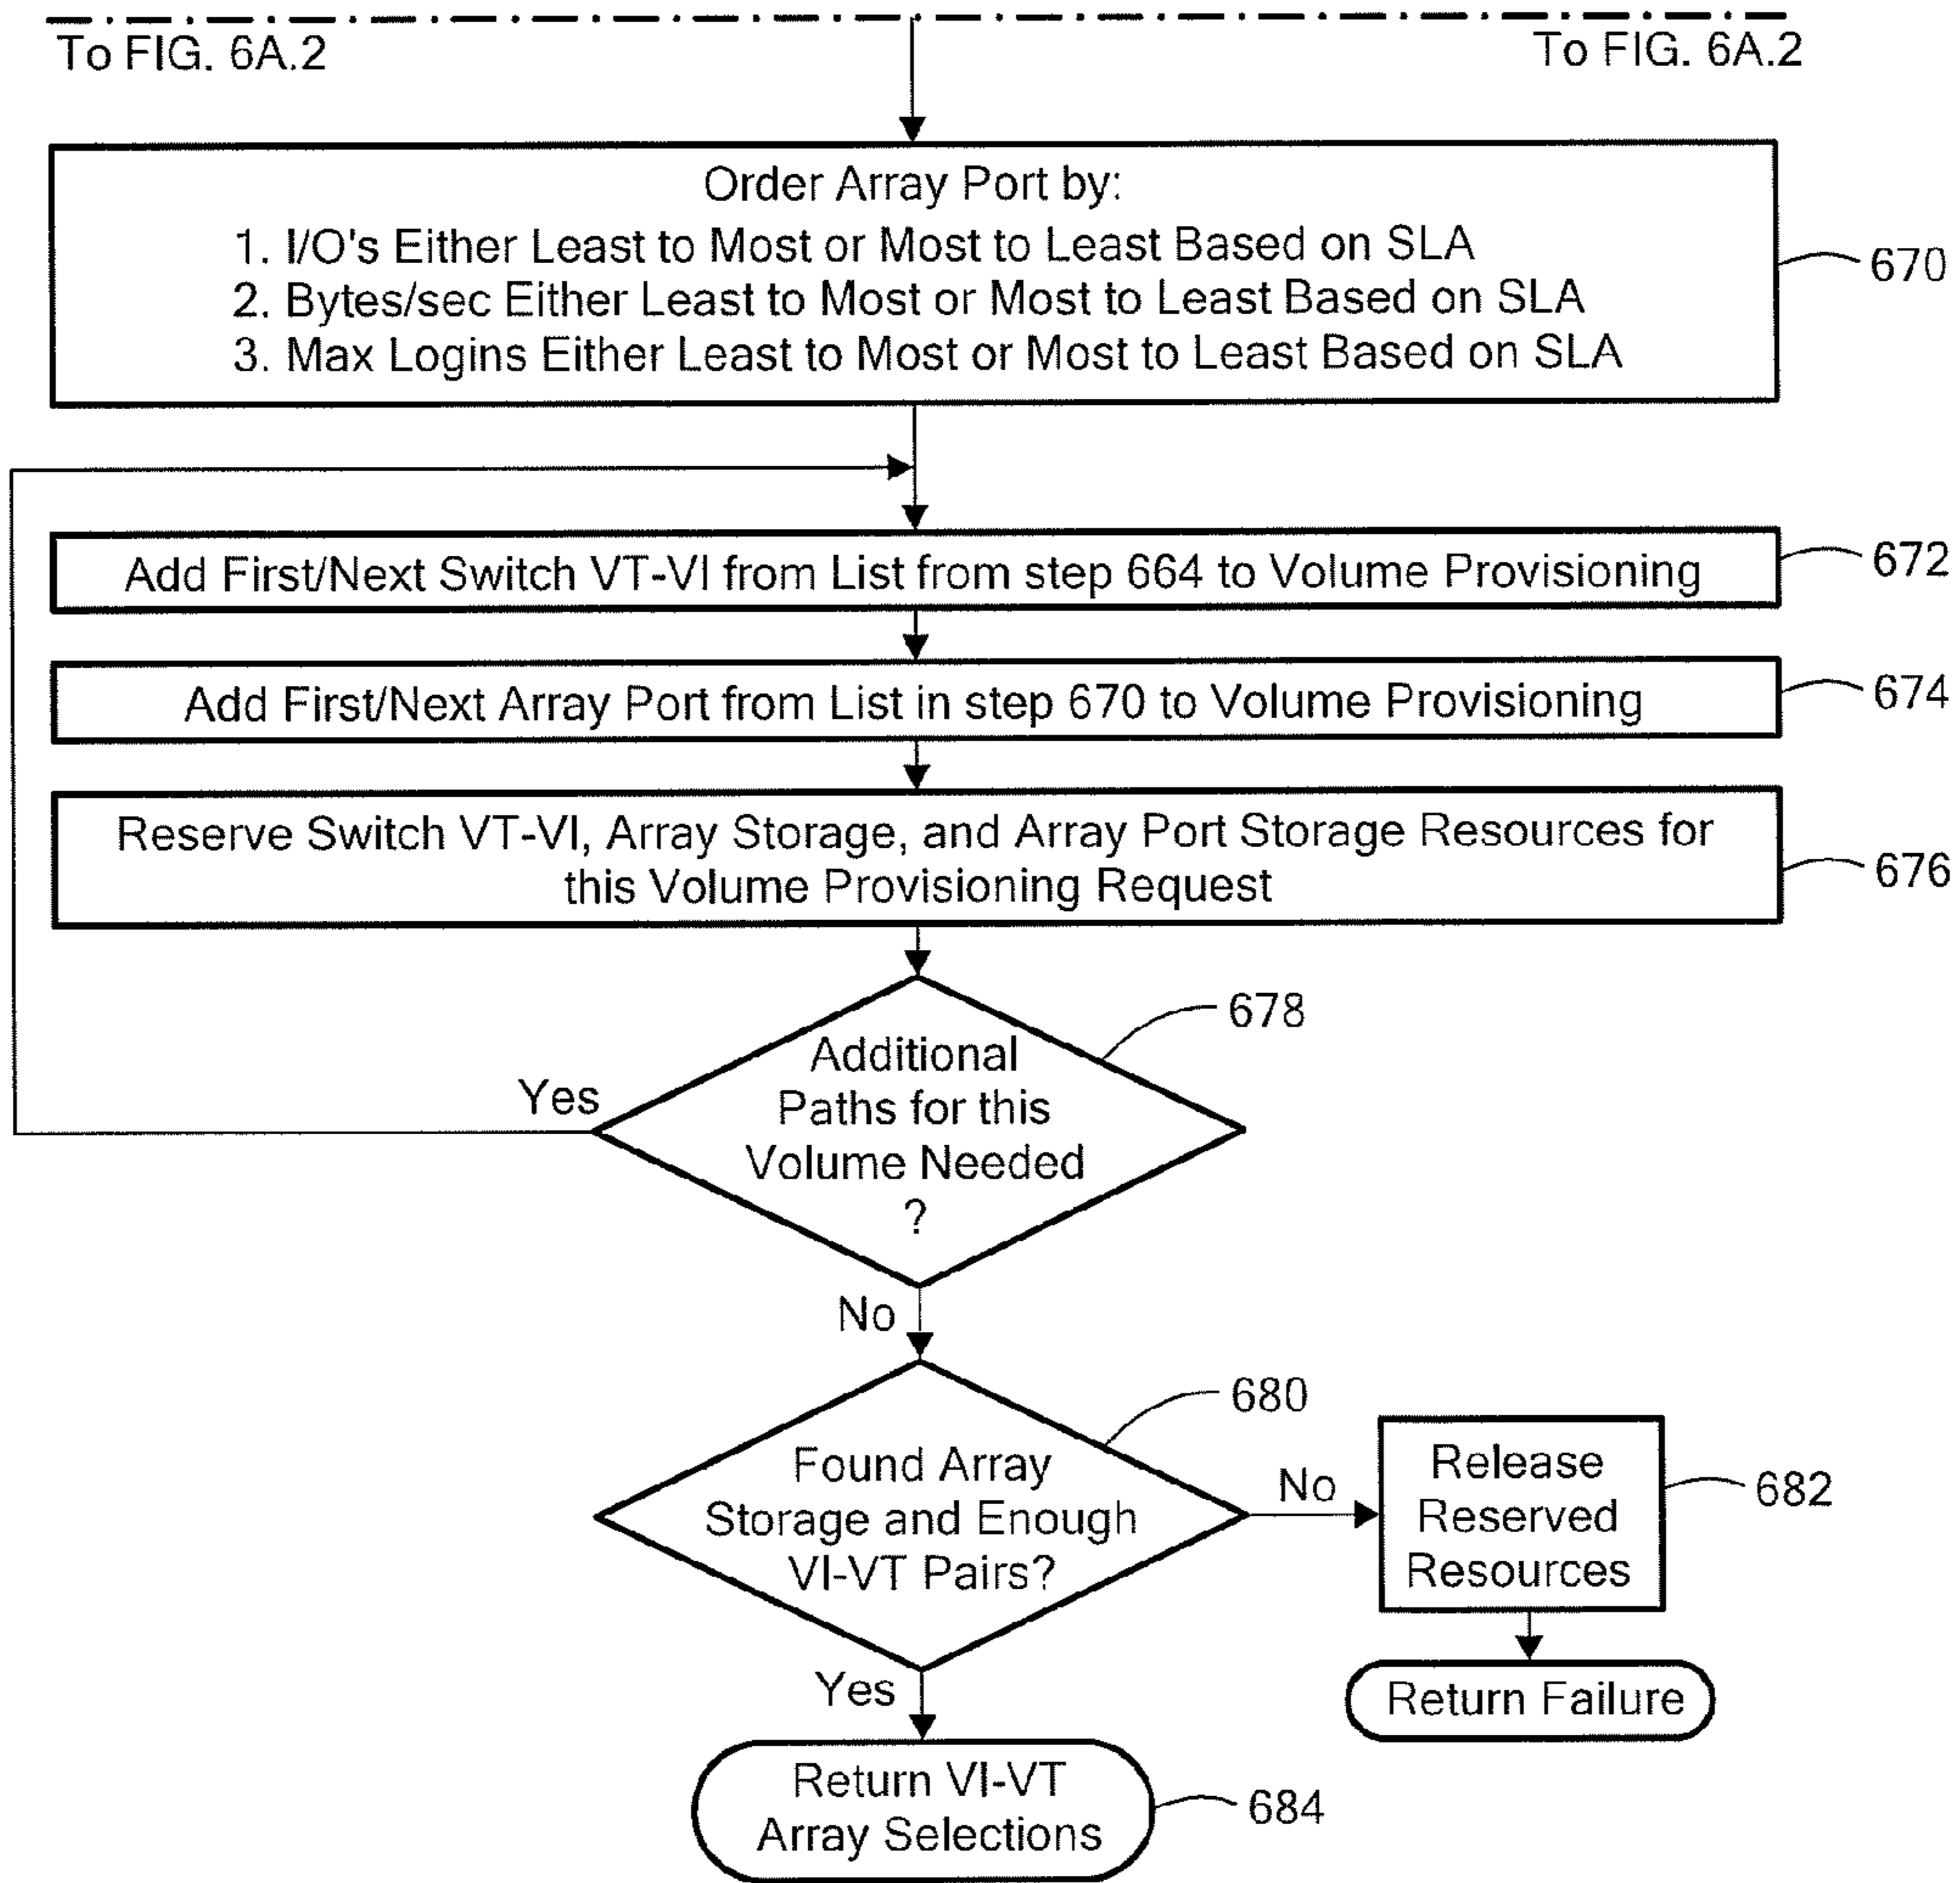 To FIG. 6A.2
To FIG. 6A.2
Order Array Port by:
1. I/O's Either Least to Most or Most to Least Based on SLA
2. Bytes/sec Either Least to Most or Most to Least Based on SLA
3. Max Logins Either Least to Most or Most to Least Based on SLA
670
Add First/Next Switch VT-VI from List from step 664 to Volume Provisioning
672
Add First/Next Array Port from List in step 670 to Volume Provisioning
674
Reserve Switch VT-VI, Array Storage, and Array Port Storage Resources for
this Volume Provisioning Request
676
678
Additional
Paths for this
Volume Needed
?
Yes
No
680
Found Array
Storage and Enough
VI-VT Pairs?
No
Release
Reserved
Resources
682
Return Failure
Yes
Return VI-VT
Array Selections
684